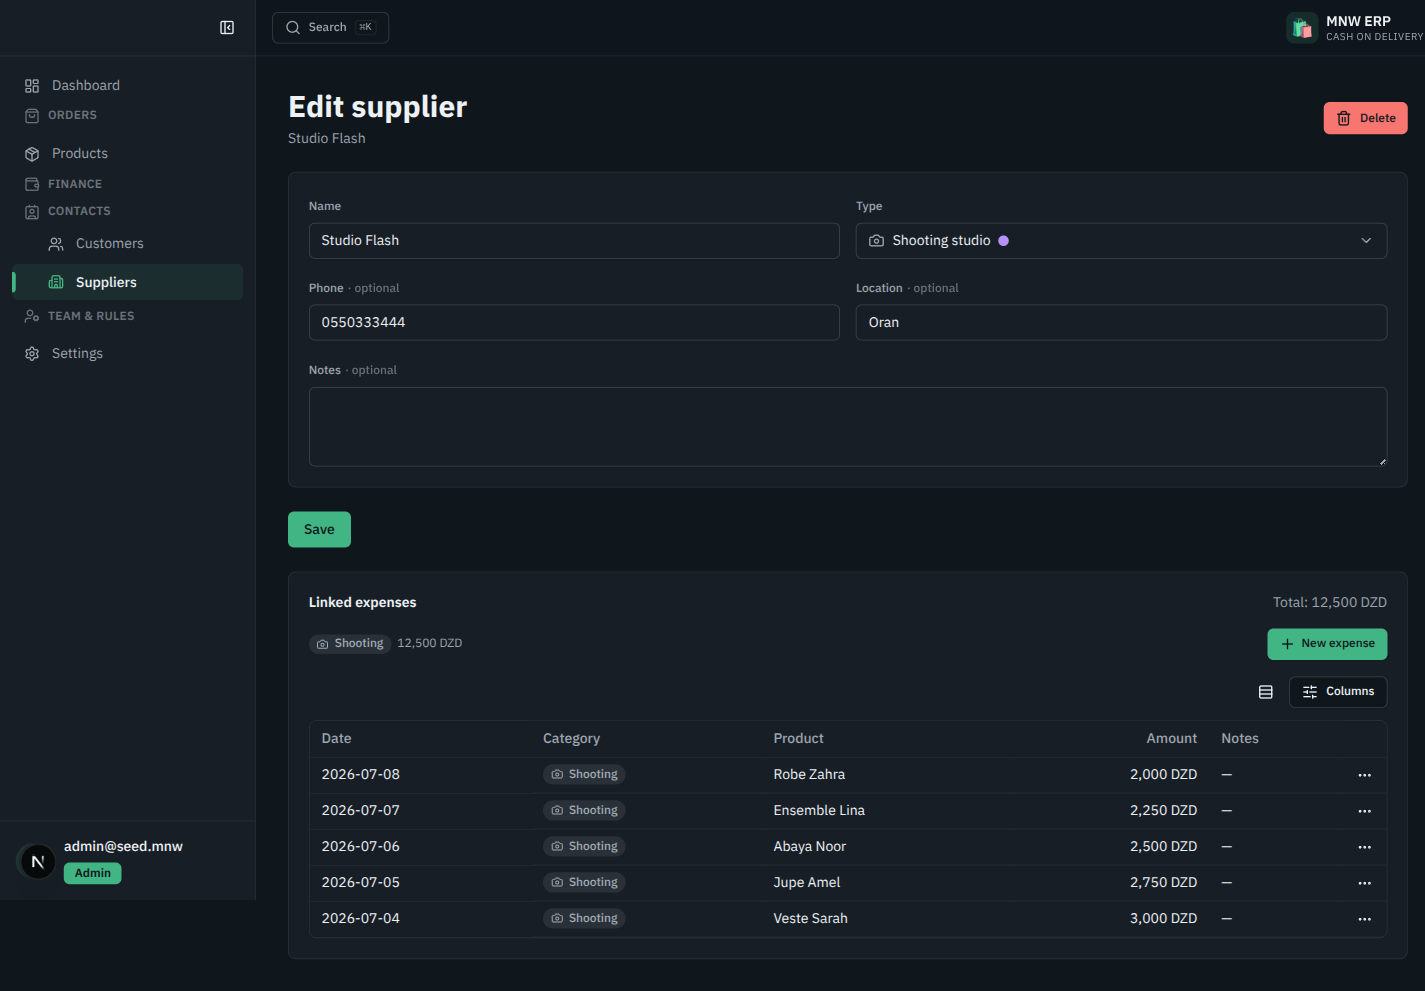 Search ⌘K
MNW ERP
CASH ON DELIVERY
Dashboard
ORDERS
Products
FINANCE
CONTACTS
Customers
Suppliers
TEAM & RULES
Settings
N
admin@seed.mnw
Admin
Edit supplier
Studio Flash
Delete
Name
Studio Flash
Type
Shooting studio
Phone · optional
0550333444
Location · optional
Oran
Notes · optional
Save
Linked expenses
Total: 12,500 DZD
Shooting 12,500 DZD
New expense
Columns
Date Category Product Amount Notes
2026-07-08 Shooting Robe Zahra 2,000 DZD —
2026-07-07 Shooting Ensemble Lina 2,250 DZD —
2026-07-06 Shooting Abaya Noor 2,500 DZD —
2026-07-05 Shooting Jupe Amel 2,750 DZD —
2026-07-04 Shooting Veste Sarah 3,000 DZD —